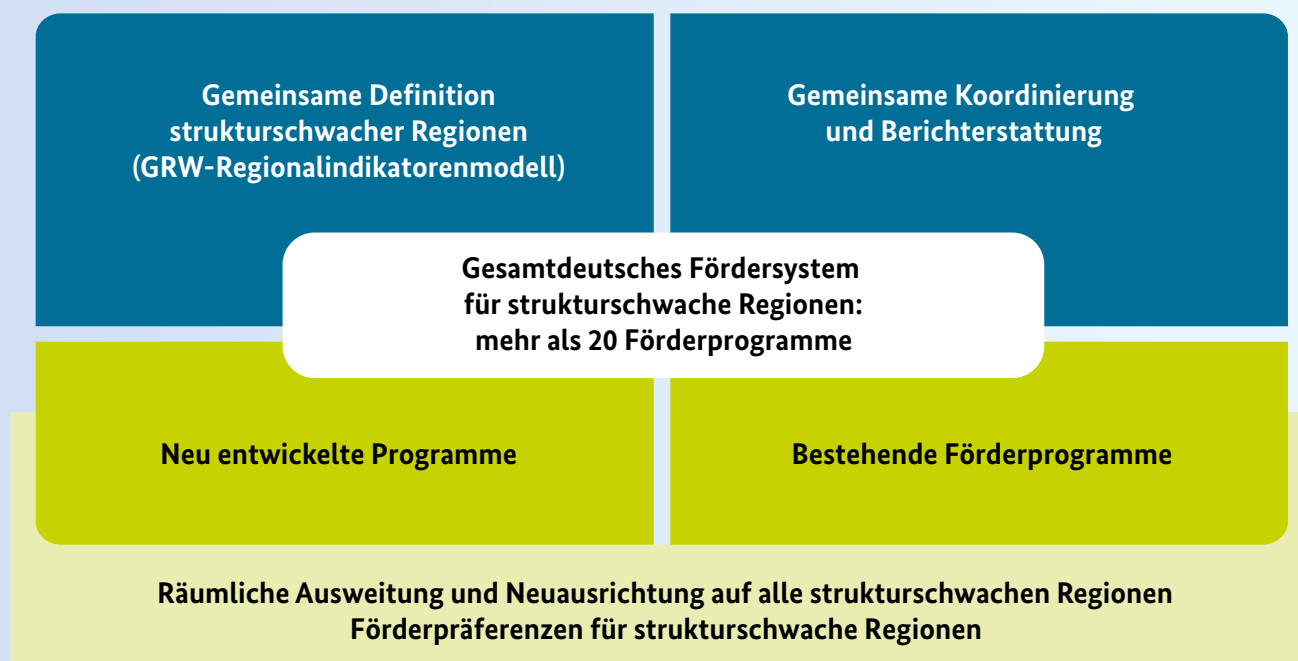 Gemeinsame Definition
strukturschwacher Regionen
(GRW-Regionalindikatorenmodell)
Gemeinsame Koordinierung
und Berichterstattung
Gesamtdeutsches Fördersystem
für strukturschwache Regionen:
mehr als 20 Förderprogramme
Neu entwickelte Programme
Bestehende Förderprogramme
Räumliche Ausweitung und Neuausrichtung auf alle strukturschwachen Regionen
Förderpräferenzen für strukturschwache Regionen